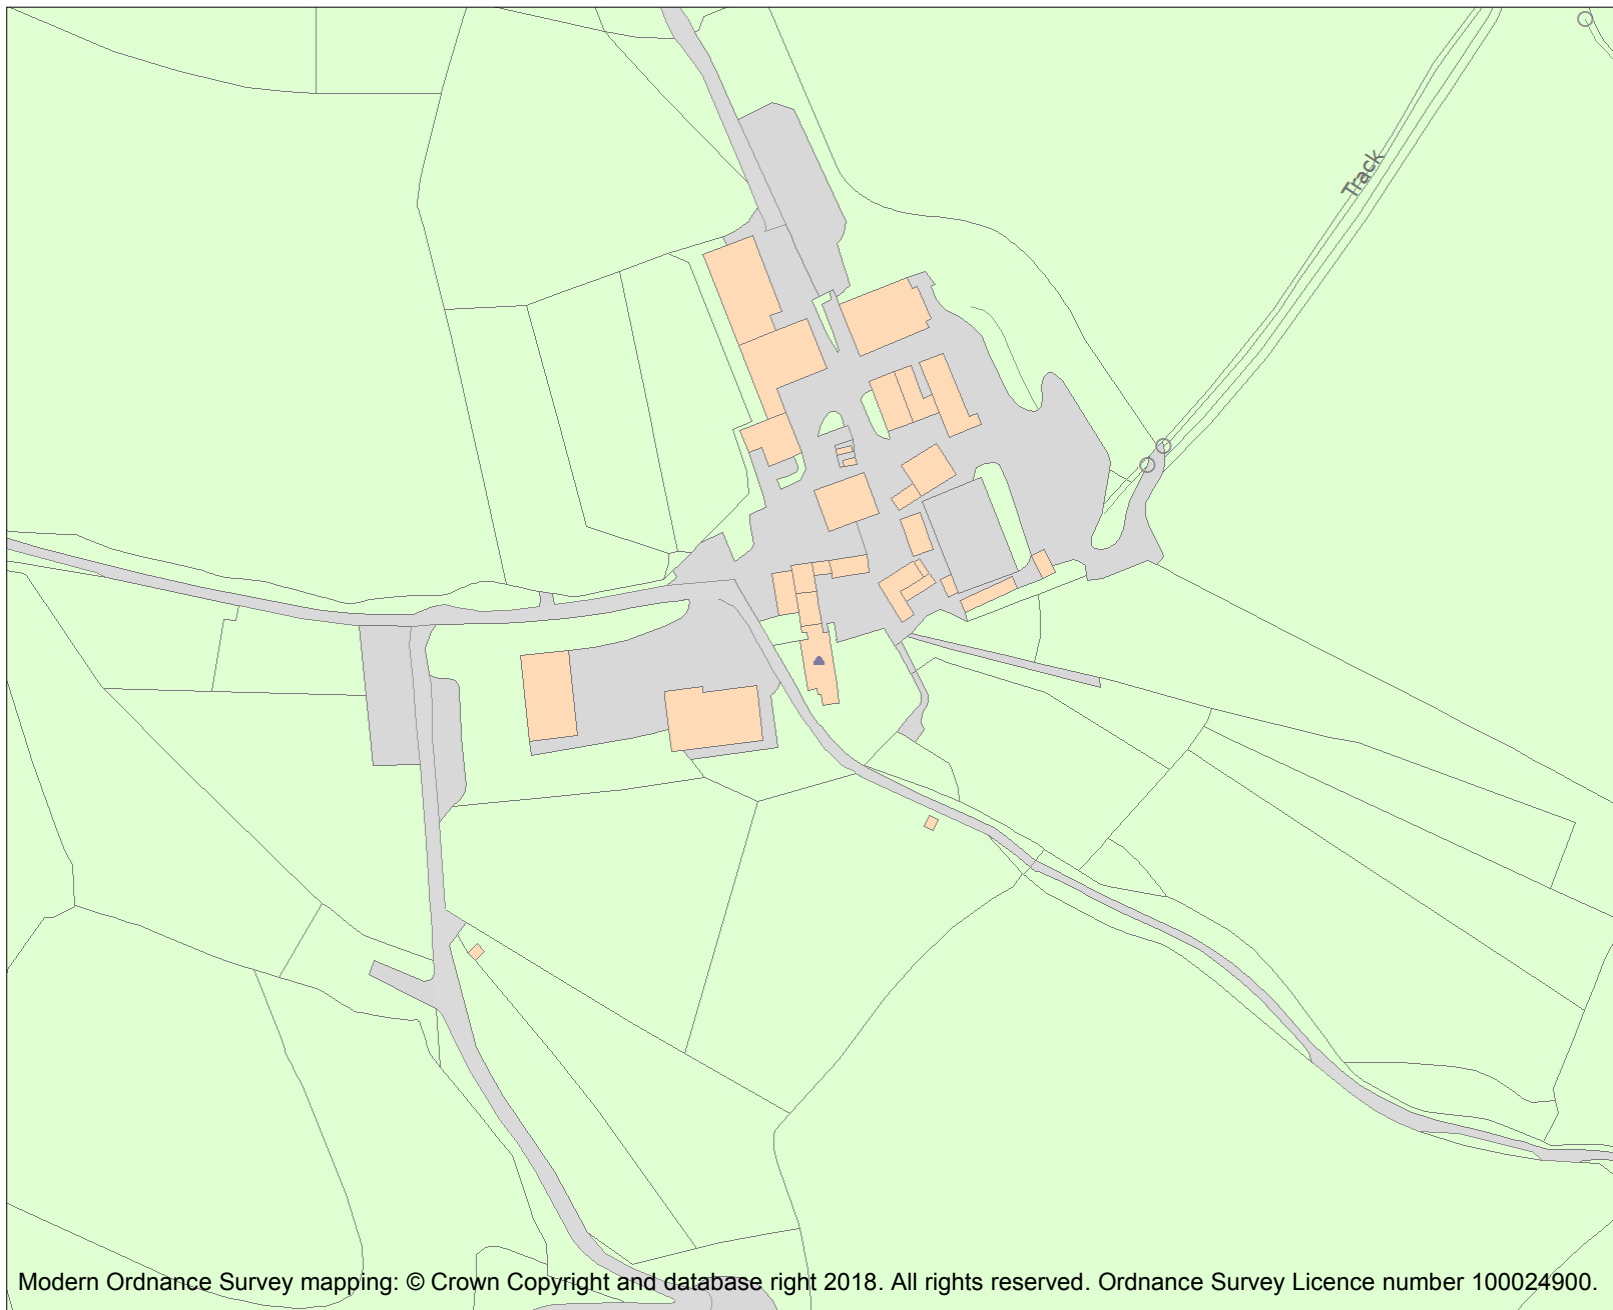 Track
Modern Ordnance Survey mapping: © Crown Copyright and database right 2018. All rights reserved. Ordnance Survey Licence number 100024900.